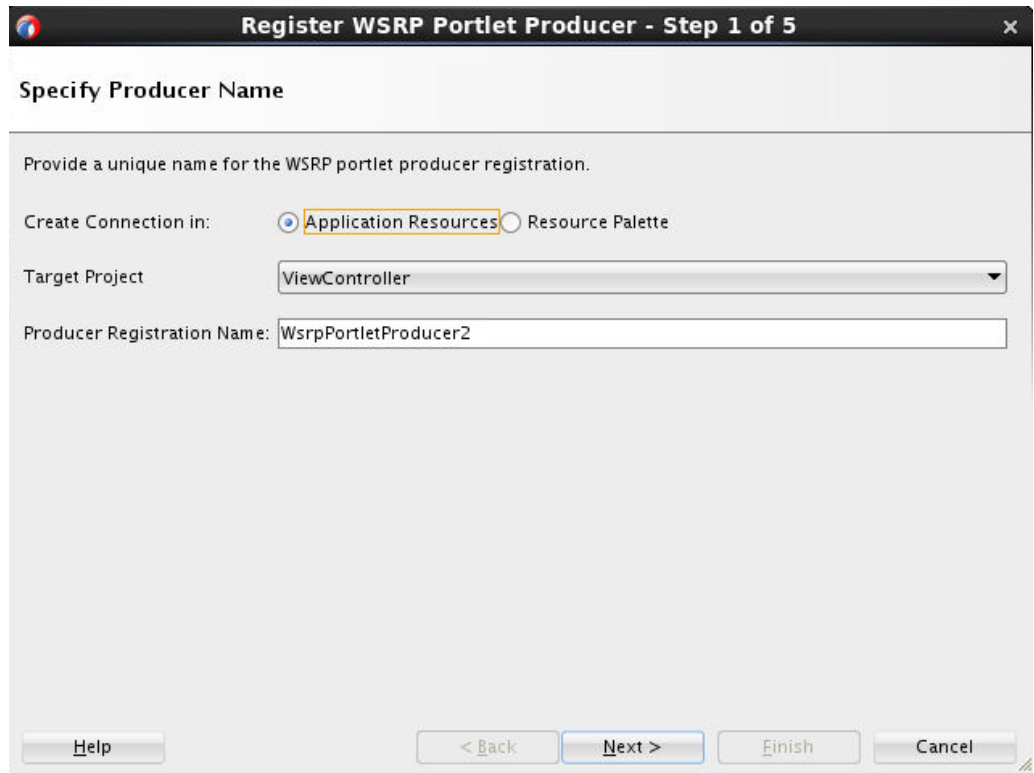 Register WSRP Portlet Producer - Step 1 of 5
Specify Producer Name
Provide a unique name for the WSRP portlet producer registration.
Create Connection in: Application Resources Resource Palette
Target Project ViewController
Producer Registration Name: WsrpPortletProducer2
Help < Back Next > Finish Cancel